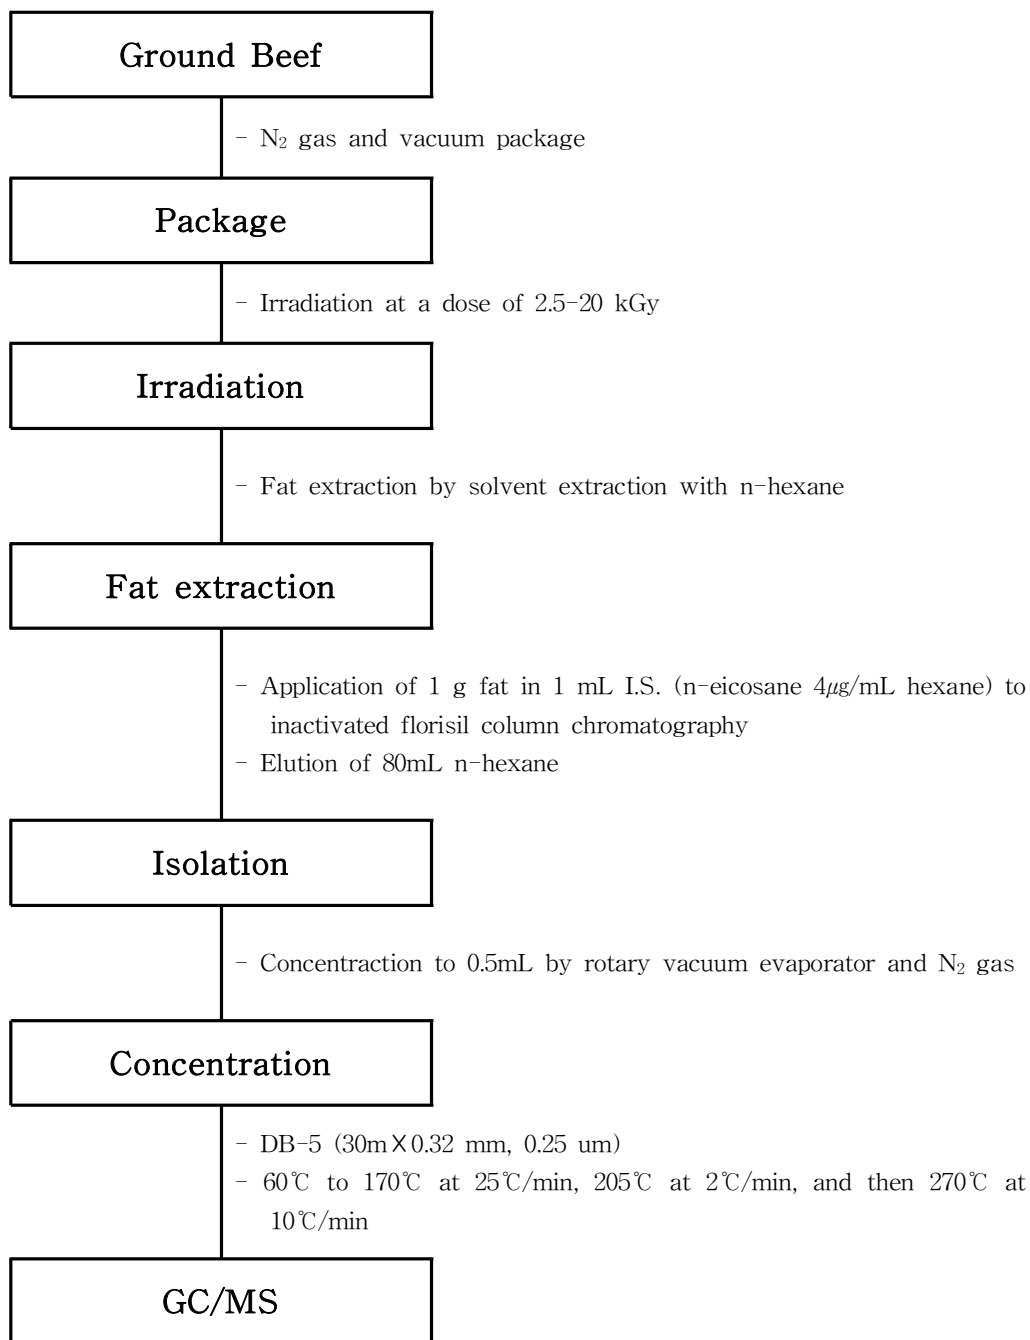 Ground Beef
- N₂ gas and vacuum package
Package
- Irradiation at a dose of 2.5-20 kGy
Irradiation
- Fat extraction by solvent extraction with n-hexane
Fat extraction
- Application of 1 g fat in 1 mL I.S. (n-eicosane 4㎍/mL hexane) to
inactivated florisil column chromatography
- Elution of 80mL n-hexane
Isolation
- Concentraction to 0.5mL by rotary vacuum evaporator and N₂ gas
Concentration
- DB-5 (30m×0.32 mm, 0.25 um)
- 60℃ to 170℃ at 25℃/min, 205℃ at 2℃/min, and then 270℃ at
10℃/min
GC/MS